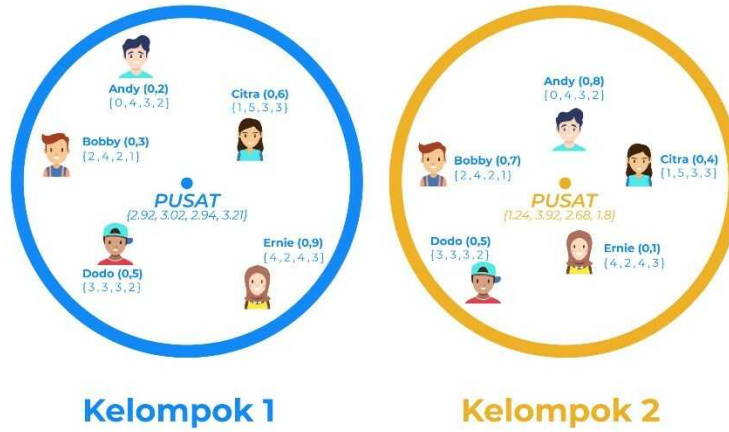 Andy (0,2)
{0,4,3,2}
Citra (0,6)
{1,5,3,3}
Bobby (0,3)
{2,4,2,1}
PUSAT
{2.92, 3.02, 2.94, 3.21}
Dodo (0,5)
{3,3,3,2}
Ernie (0,9)
{4,2,4,3}
Kelompok 1
Andy (0,8)
{0,4,3,2}
Bobby (0,7)
{2,4,2,1}
Citra (0,4)
{1,5,3,3}
PUSAT
{1.24, 3.92, 2.68, 1.8}
Dodo (0,5)
{3,3,3,2}
Ernie (0,1)
{4,2,4,3}
Kelompok 2